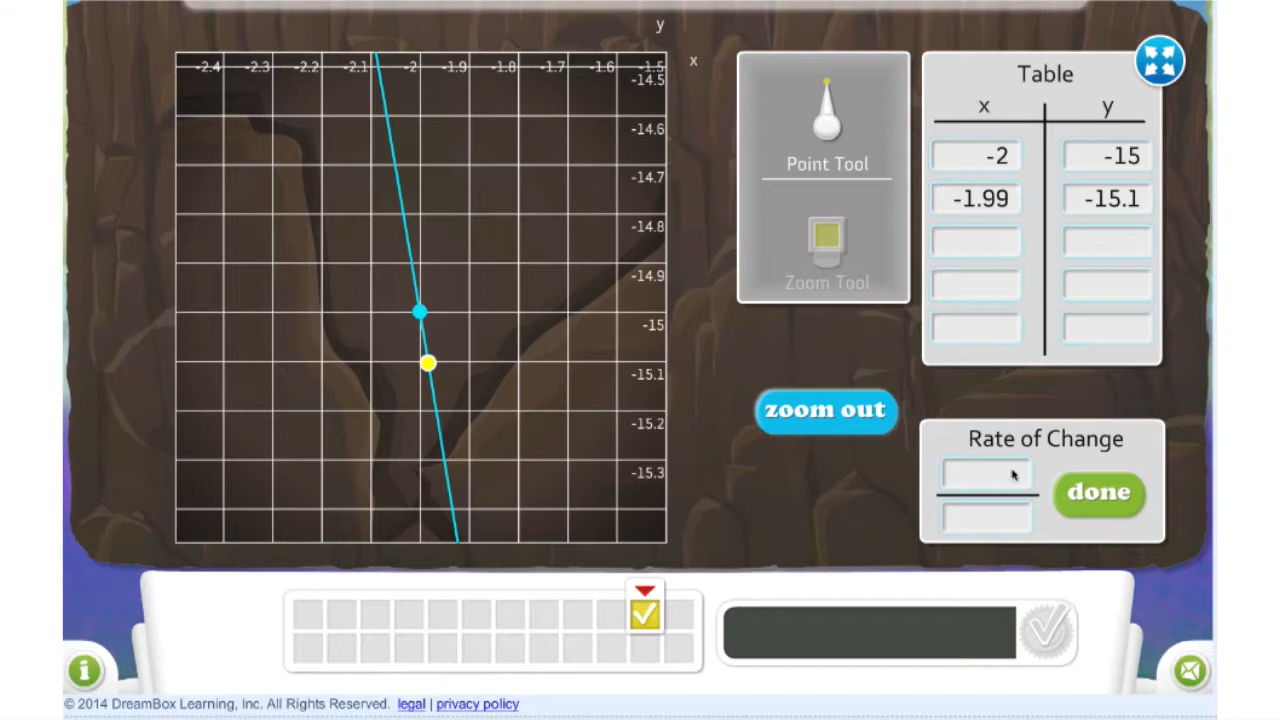 y
-2.4 -2.3 -2.2 -2.1 -2 -1.9 -1.8 -1.7 -1.6 -1.5 x
-14.5
-14.6
-14.7
-14.8
-14.9
-15
-15.1
-15.2
-15.3
Point Tool
Zoom Tool
zoom out
Table
x y
-2 -15
-1.99 -15.1
Rate of Change
done
i
© 2014 DreamBox Learning, Inc. All Rights Reserved. legal | privacy policy